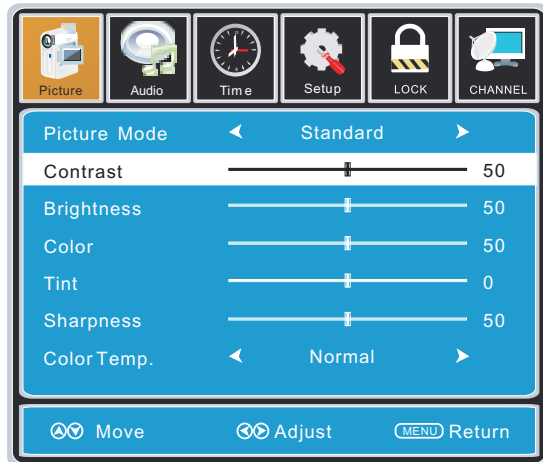 Picture Audio Time Setup LOCK CHANNEL
Picture Mode Standard
Contrast 50
Brightness 50
Color 50
Tint 0
Sharpness 50
Color Temp. Normal
Move Adjust MENU Return